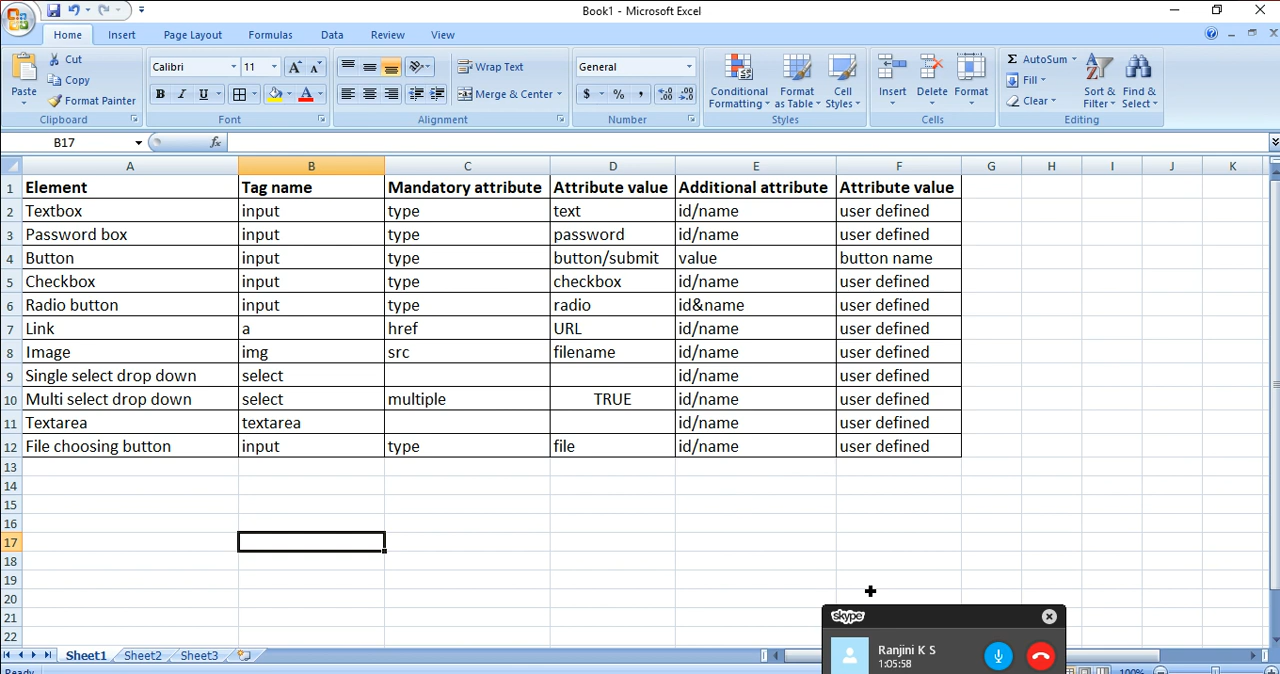 Book1 - Microsoft Excel
Home Insert Page Layout Formulas Data Review View
Paste
Cut
Copy
Format Painter
Clipboard
Calibri 11
B I U
Font
Wrap Text
Merge & Center
Alignment
General
$ % ,
Number
Conditional Formatting
Format as Table
Cell Styles
Styles
Insert Delete Format
Cells
Σ AutoSum
Fill
Clear
Sort & Filter
Find & Select
Editing
B17 fx
A B C D E F G H I J K
1 Element Tag name Mandatory attribute Attribute value Additional attribute Attribute value
2 Textbox input type text id/name user defined
3 Password box input type password id/name user defined
4 Button input type button/submit value button name
5 Checkbox input type checkbox id/name user defined
6 Radio button input type radio id&name user defined
7 Link a href URL id/name user defined
8 Image img src filename id/name user defined
9 Single select drop down select id/name user defined
10 Multi select drop down select multiple TRUE id/name user defined
11 Textarea textarea id/name user defined
12 File choosing button input type file id/name user defined
13
14
15
16
17
18
19
20
21
22
skype
Ranjini K S
1:05:58
Sheet1 Sheet2 Sheet3
Ready 100%